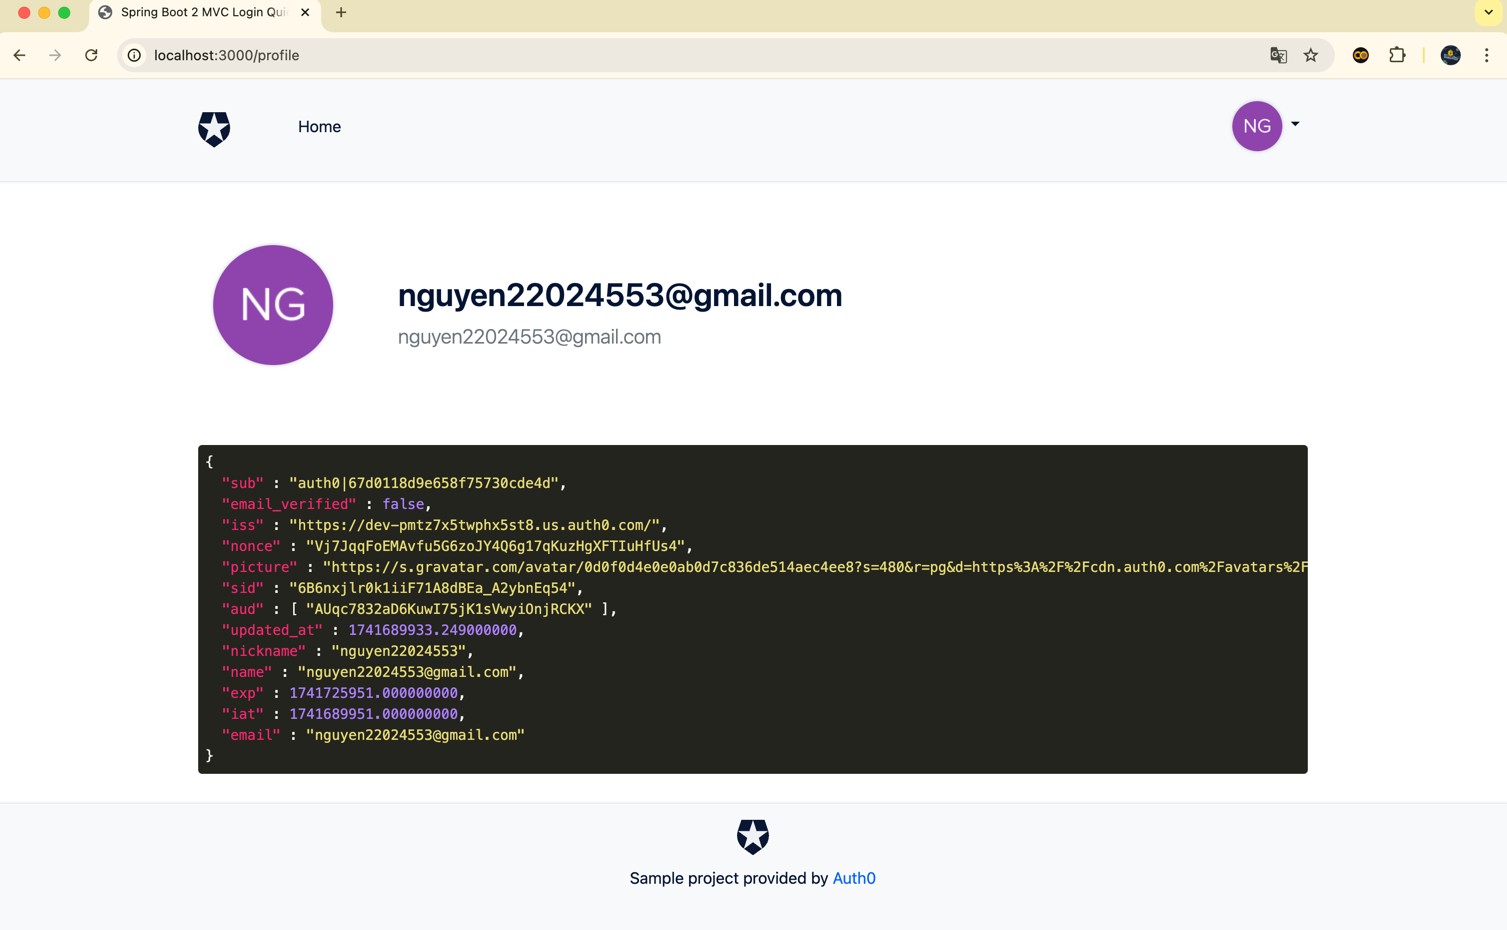 Spring Boot 2 MVC Login Qui
localhost:3000/profile
Home
NG
NG
nguyen22024553@gmail.com
nguyen22024553@gmail.com
{
"sub" : "auth0|67d0118d9e658f75730cde4d",
"email_verified" : false,
"iss" : "https://dev-pmtz7x5twphx5st8.us.auth0.com/",
"nonce" : "Vj7JqqFoEMAvfu5G6zoJY4Q6g17qKuzHgXFTIuHfUs4",
"picture" : "https://s.gravatar.com/avatar/0d0f0d4e0e0ab0d7c836de514aec4ee8?s=480&r=pg&d=https%3A%2F%2Fcdn.auth0.com%2Favatars%2F
"sid" : "6B6nxjlr0k1iiF71A8dBEa_A2ybnEq54",
"aud" : [ "AUqc7832aD6KuwI75jK1sVwyiOnjRCKX" ],
"updated_at" : 1741689933.249000000,
"nickname" : "nguyen22024553",
"name" : "nguyen22024553@gmail.com",
"exp" : 1741725951.000000000,
"iat" : 1741689951.000000000,
"email" : "nguyen22024553@gmail.com"
}
Sample project provided by Auth0